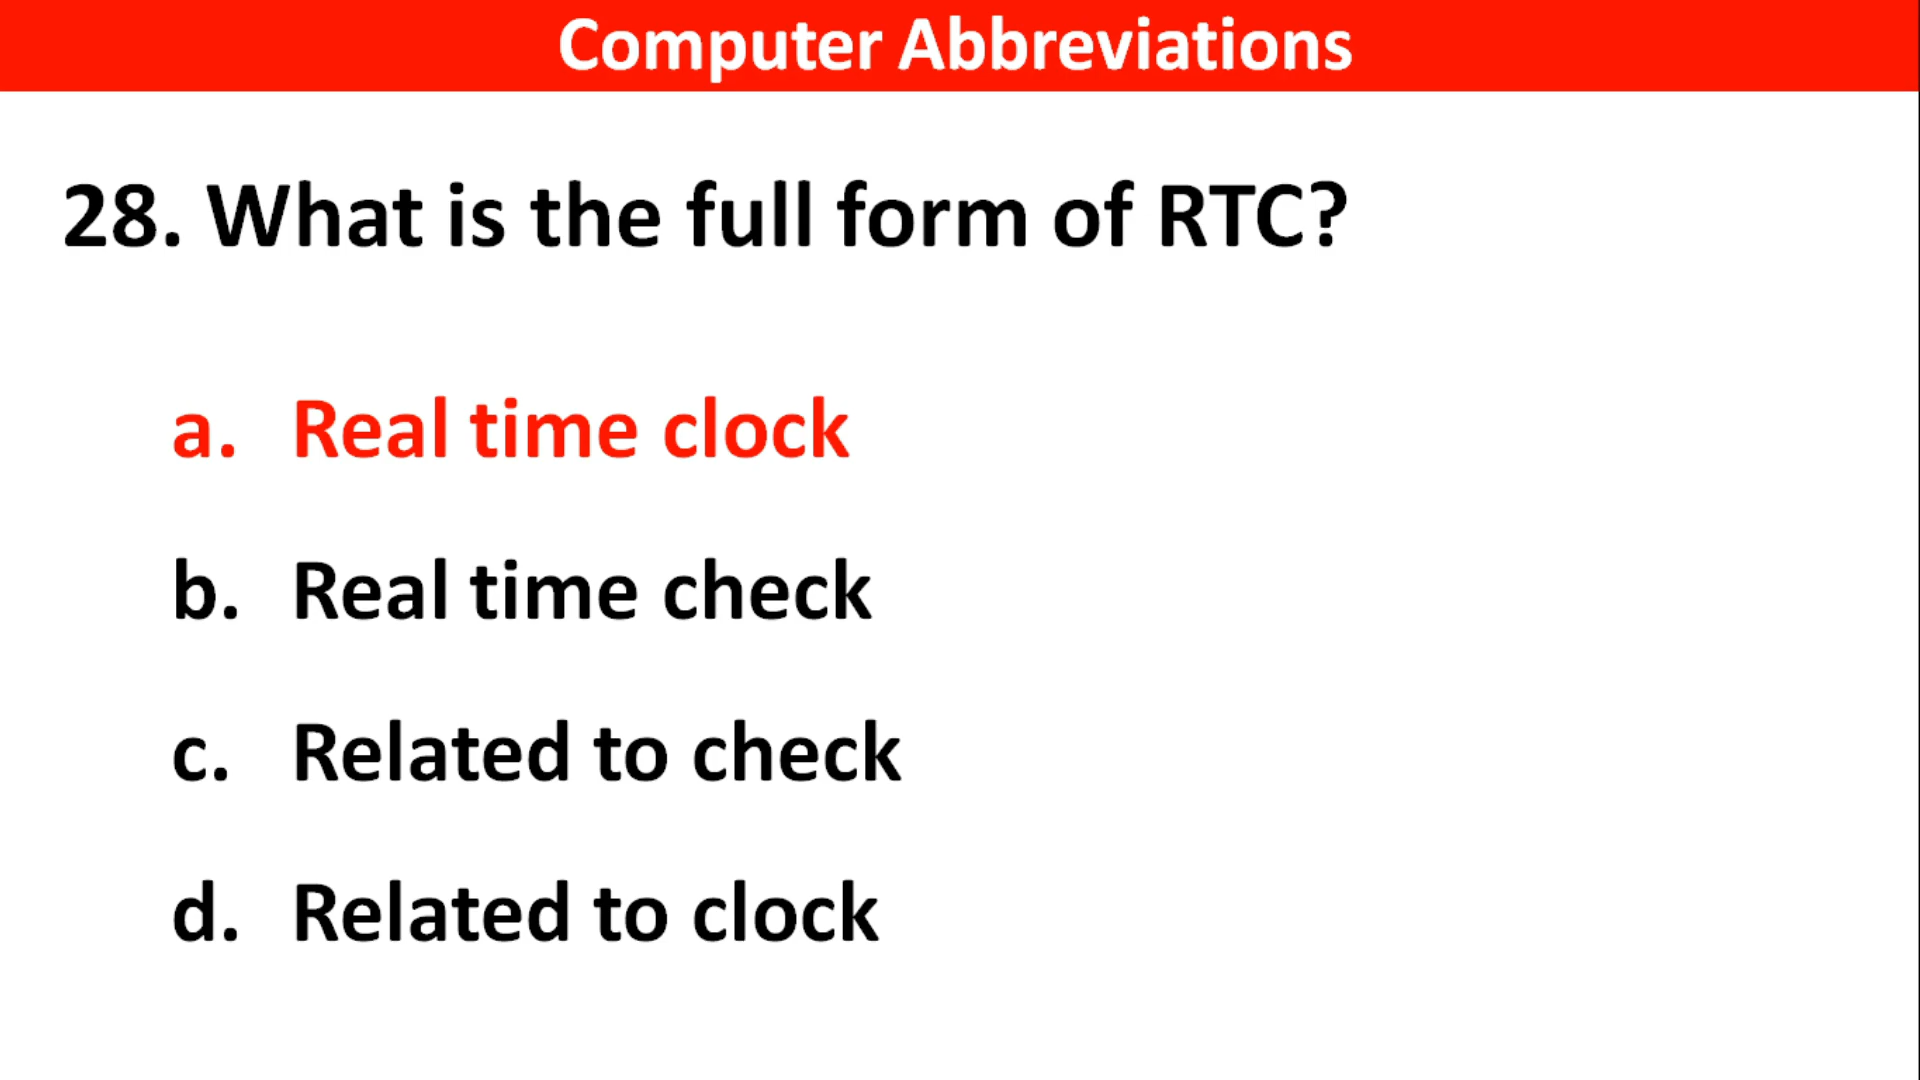 Computer Abbreviations
28. What is the full form of RTC?
a. Real time clock
b. Real time check
c. Related to check
d. Related to clock